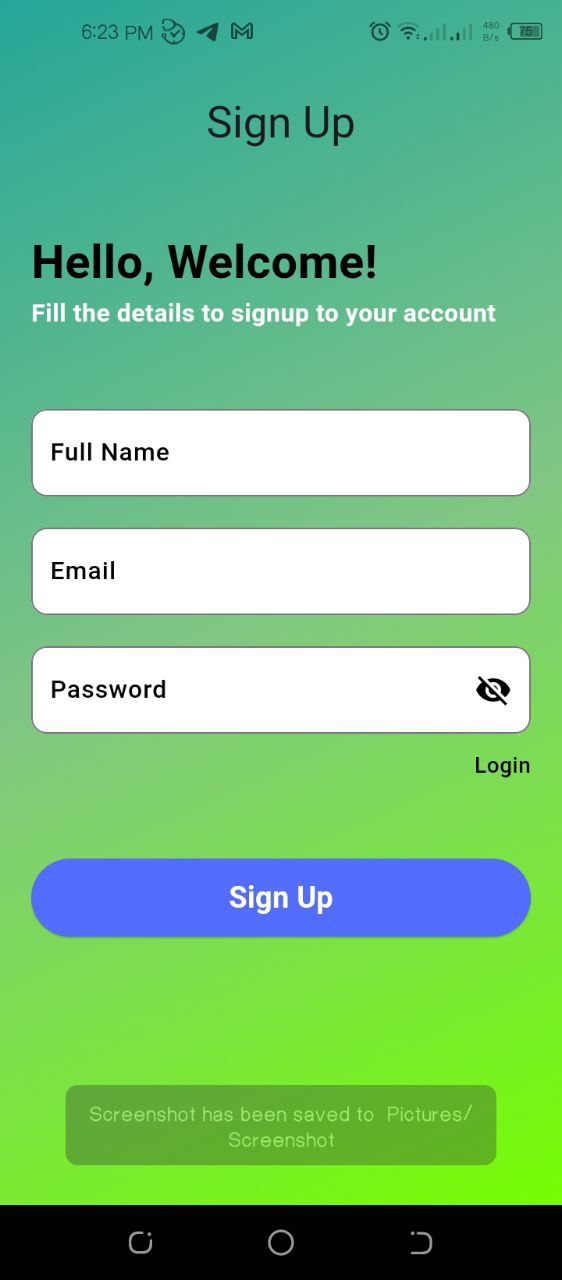 6:23 PM
480
B/s
75
Sign Up
Hello, Welcome!
Fill the details to signup to your account
Full Name
Email
Password
Login
Sign Up
Screenshot has been saved to Pictures/
Screenshot